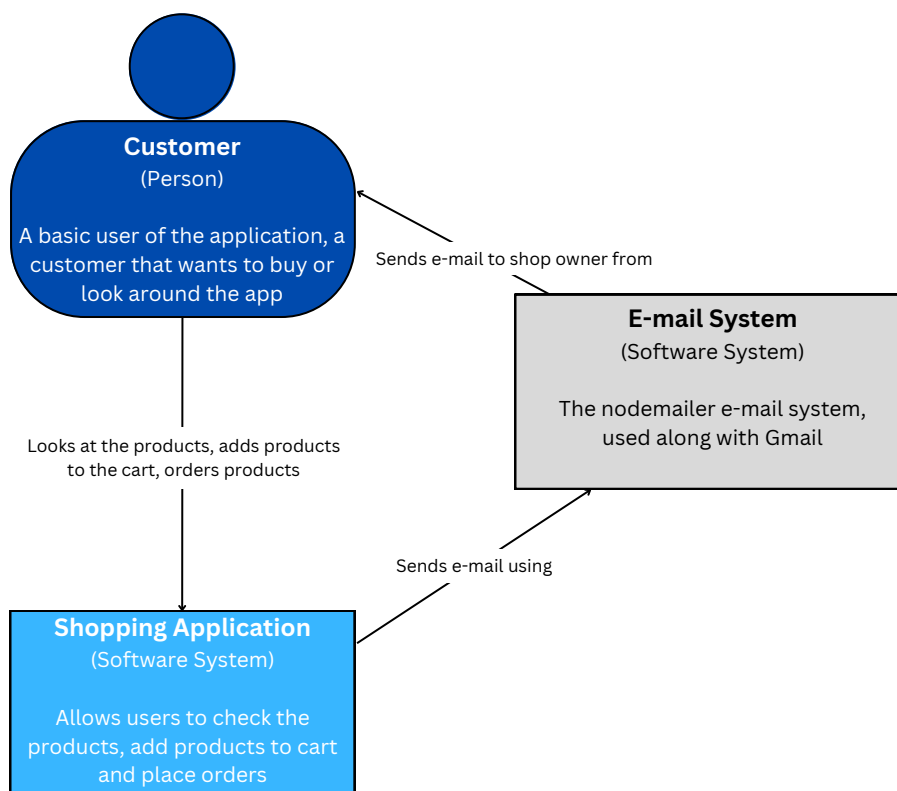 Customer
(Person)
A basic user of the application, a
customer that wants to buy or
look around the app
Sends e-mail to shop owner from
E-mail System
(Software System)
The nodemailer e-mail system,
used along with Gmail
Looks at the products, adds products
to the cart, orders products
Sends e-mail using
Shopping Application
(Software System)
Allows users to check the
products, add products to cart
and place orders